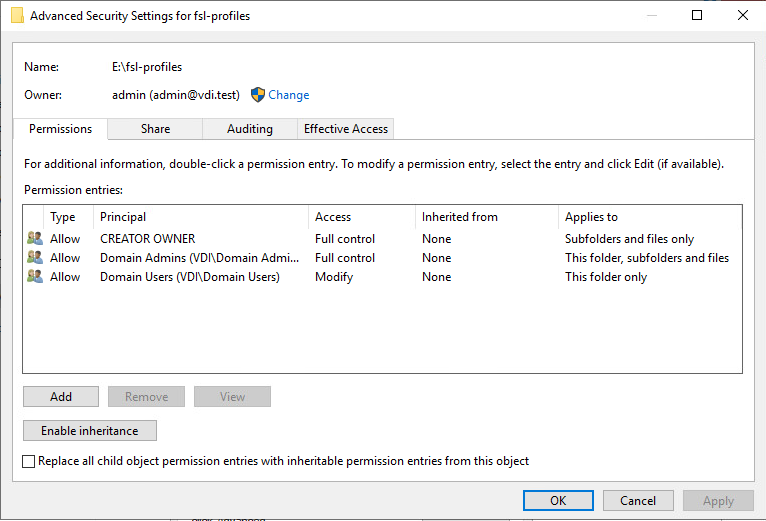 Advanced Security Settings for fsl-profiles
Name: E:\fsl-profiles
Owner: admin (admin@vdi.test) Change
Permissions Share Auditing Effective Access
For additional information, double-click a permission entry. To modify a permission entry, select the entry and click Edit (if available).
Permission entries:
Type Principal Access Inherited from Applies to
Allow CREATOR OWNER Full control None Subfolders and files only
Allow Domain Admins (VDI\Domain Admi... Full control None This folder, subfolders and files
Allow Domain Users (VDI\Domain Users) Modify None This folder only
Add Remove View
Enable inheritance
Replace all child object permission entries with inheritable permission entries from this object
OK Cancel Apply